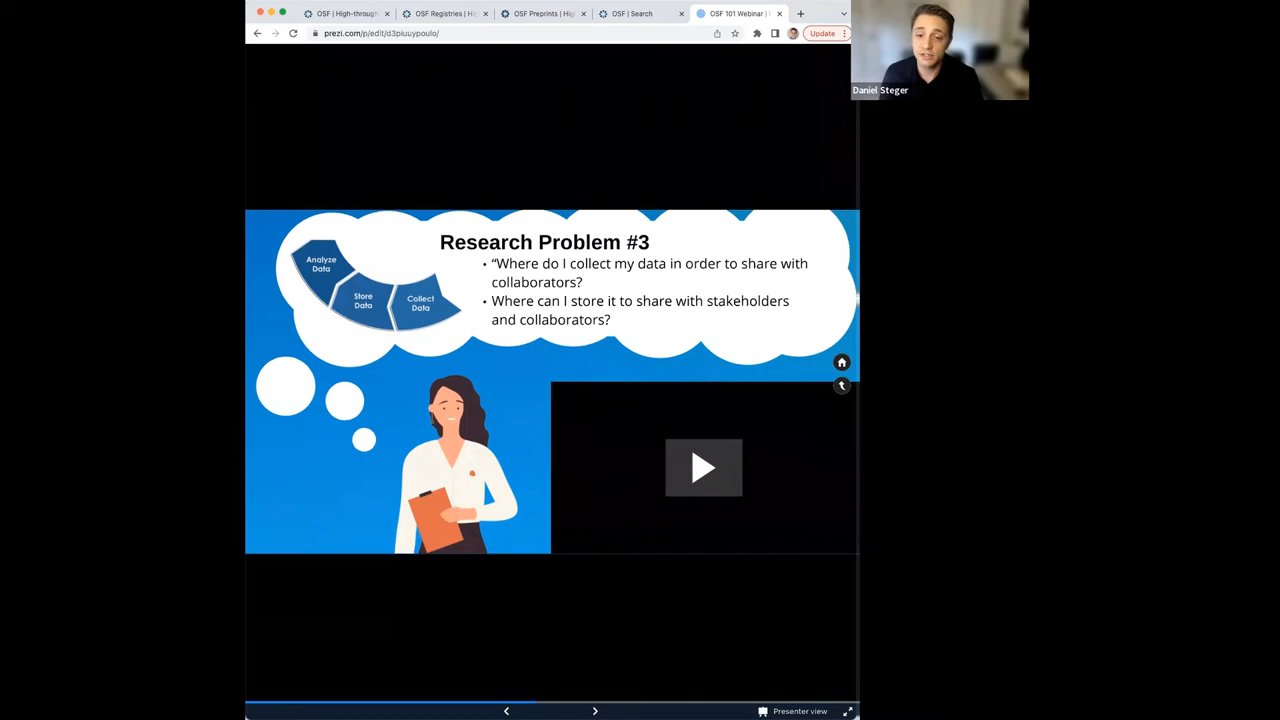 OSF | High-through
OSF Registries | Hi
OSF Preprints | Hig
OSF | Search
OSF 101 Webinar |
prezi.com/p/edit/d3piuuypoulo/
Update
Daniel Steger
Research Problem #3
Analyze
Data
Store
Data
Collect
Data
• “Where do I collect my data in order to share with
collaborators?
• Where can I store it to share with stakeholders
and collaborators?
Presenter view